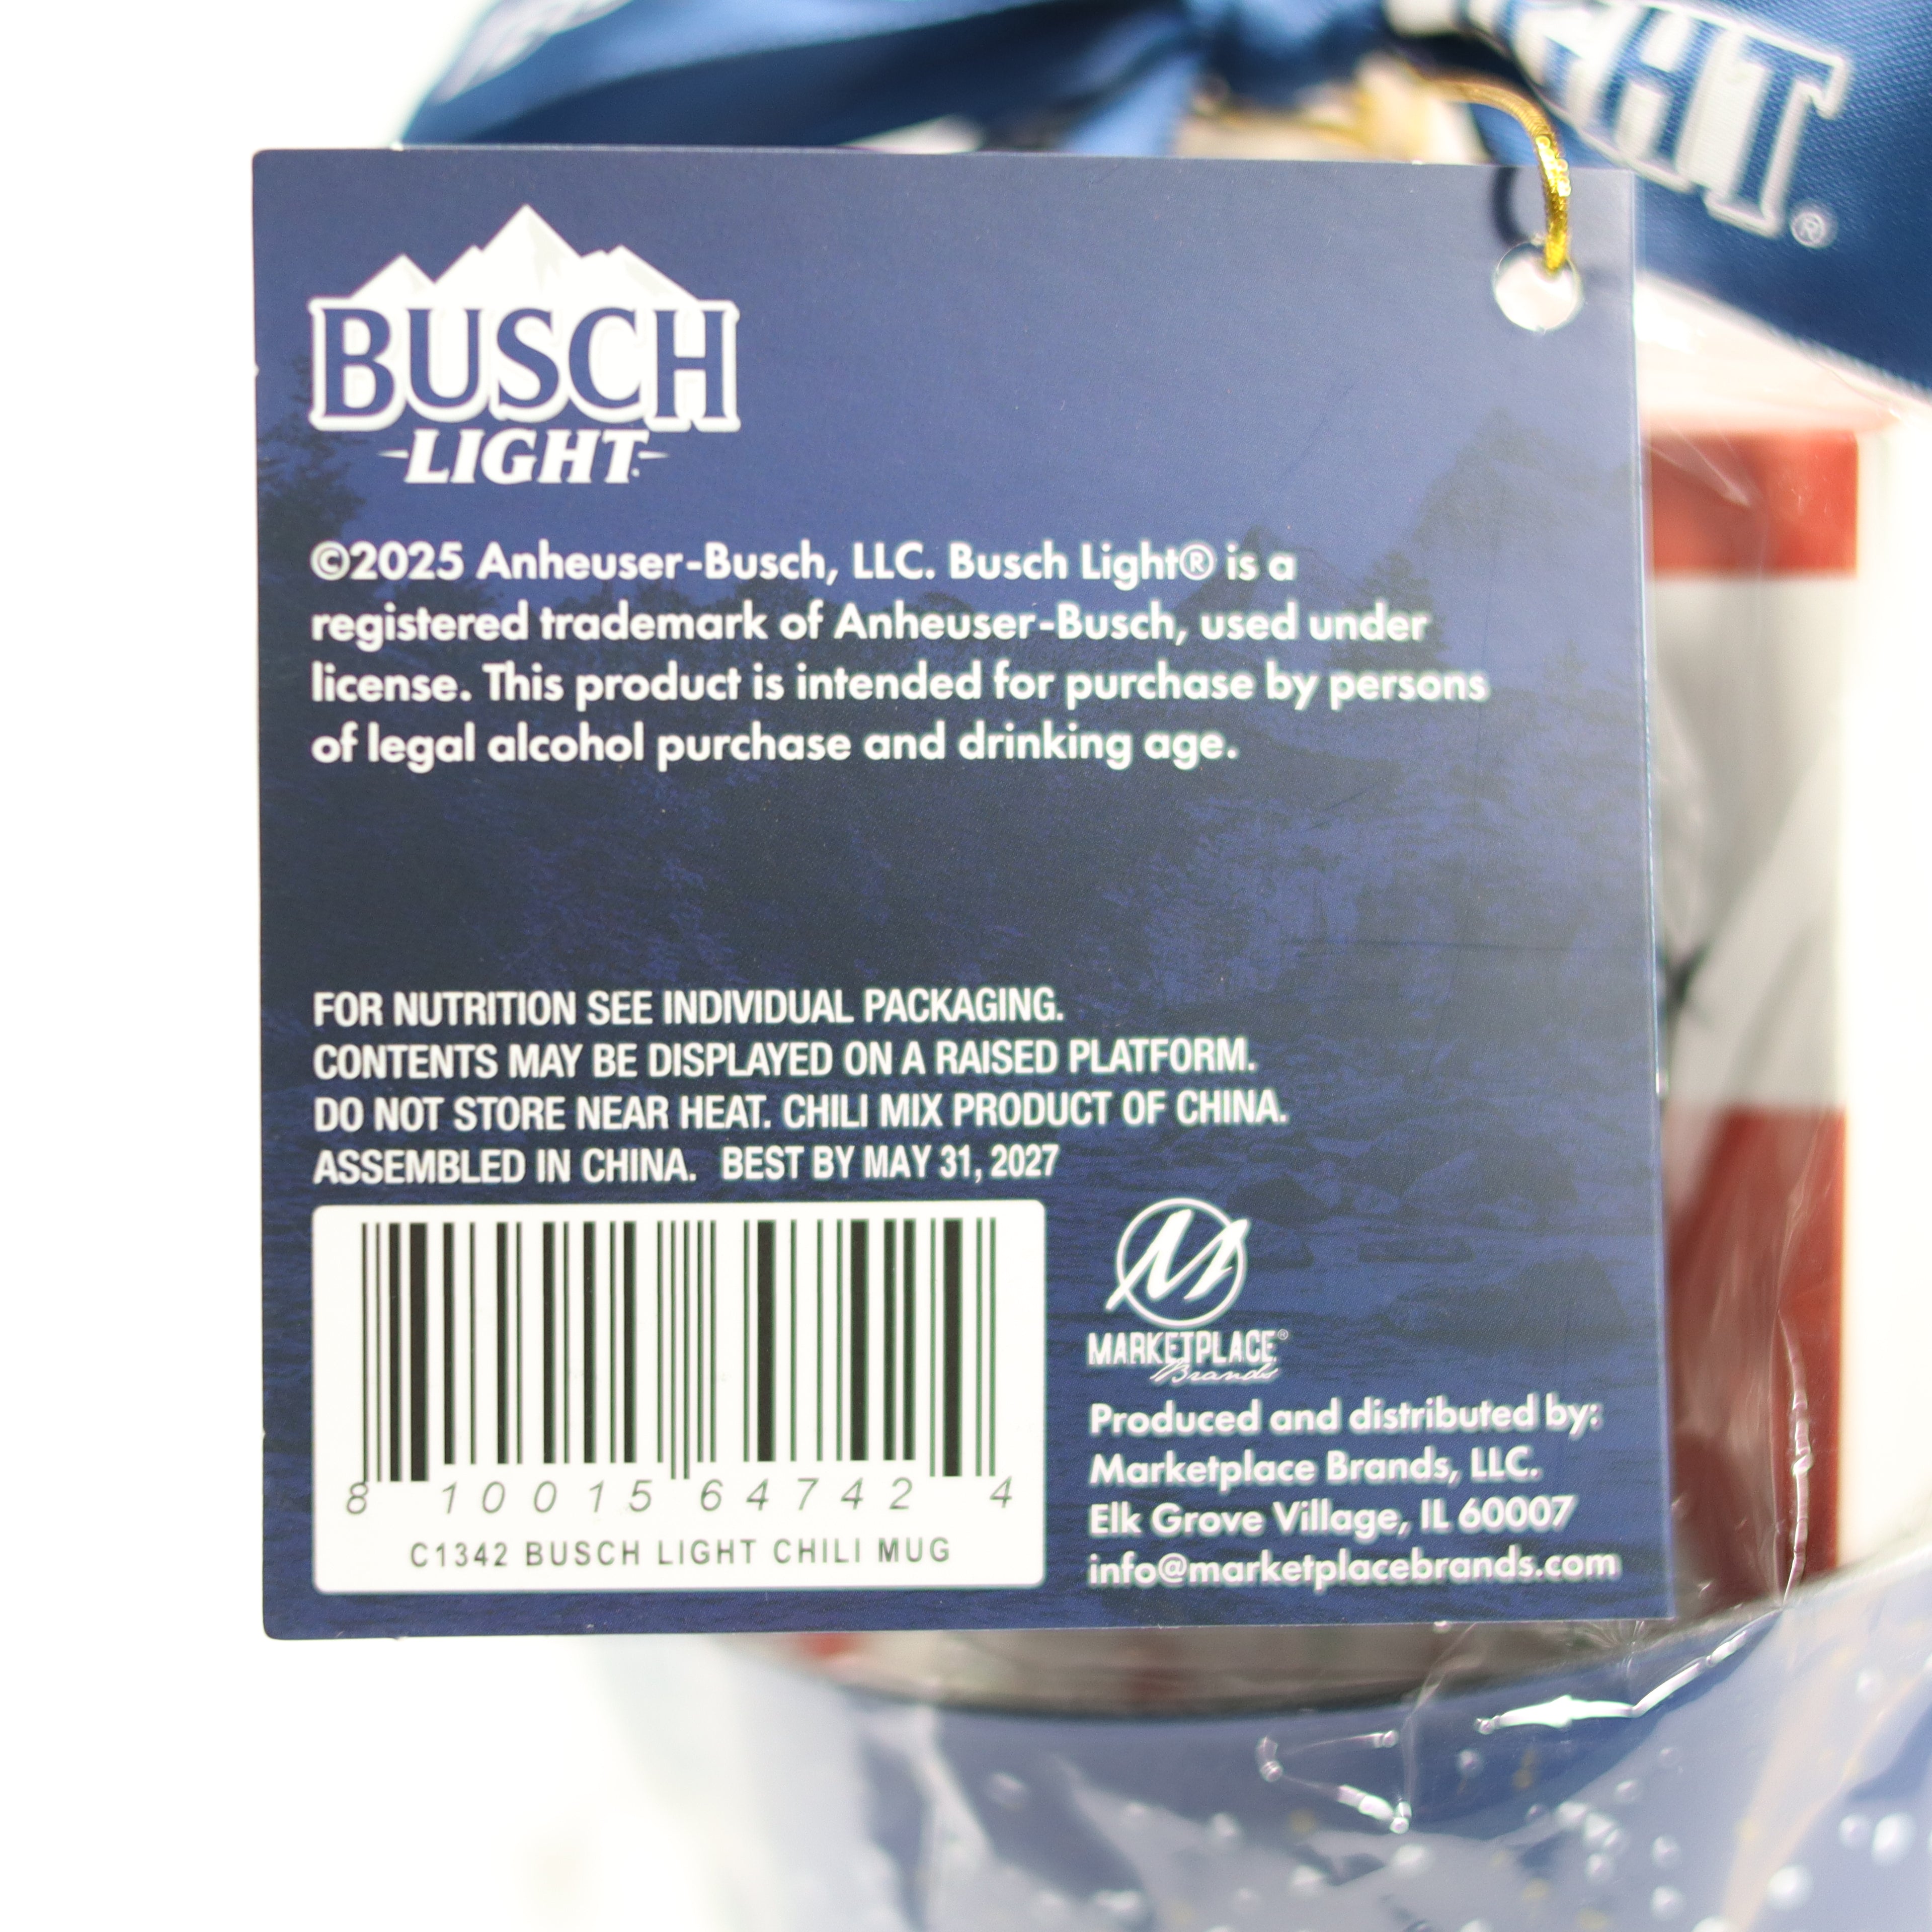 HT®
BUSCH
LIGHT
©2025 Anheuser-Busch, LLC. Busch Light® is a
registered trademark of Anheuser-Busch, used under
license. This product is intended for purchase by persons
of legal alcohol purchase and drinking age.
FOR NUTRITION SEE INDIVIDUAL PACKAGING.
CONTENTS MAY BE DISPLAYED ON A RAISED PLATFORM.
DO NOT STORE NEAR HEAT. CHILI MIX PRODUCT OF CHINA.
ASSEMBLED IN CHINA. BEST BY MAY 31, 2027
8 10015 64742 4
C1342 BUSCH LIGHT CHILI MUG
M
MARKETPLACE®
Brands
Produced and distributed by:
Marketplace Brands, LLC.
Elk Grove Village, IL 60007
info@marketplacebrands.com